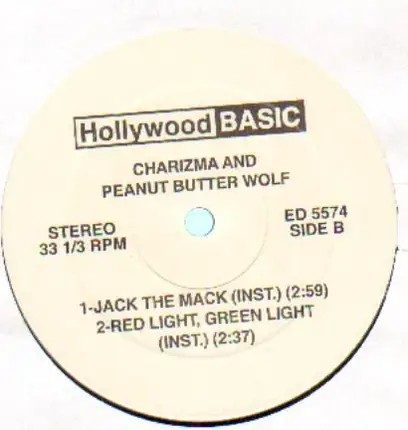 Hollywood BASIC
CHARIZMA AND
PEANUT BUTTER WOLF
STEREO
33 1/3 RPM
ED 5574
SIDE B
1-JACK THE MACK (INST.) (2:59)
2-RED LIGHT, GREEN LIGHT
(INST.) (2:37)